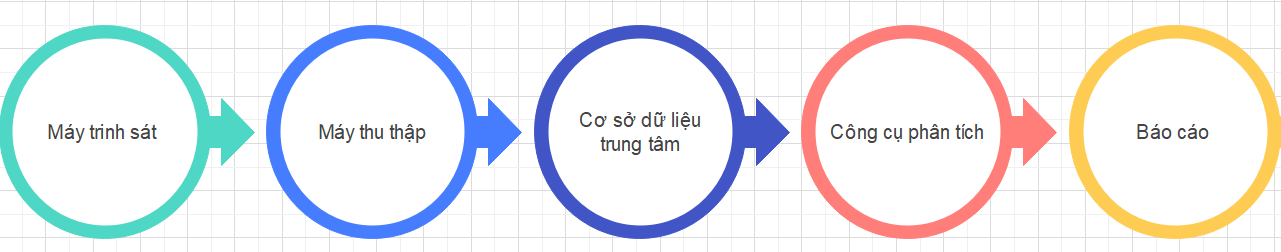 Máy trinh sát
Máy thu thập
Cơ sở dữ liệu
trung tâm
Công cụ phân tích
Báo cáo